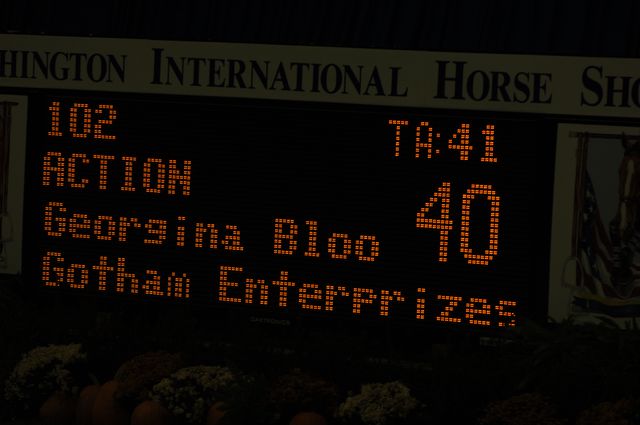 HINGTON INTERNATIONAL HORSE SHO
102 TA:41
ACTION 40
Georgina Bloo
Gotham Enterprizes